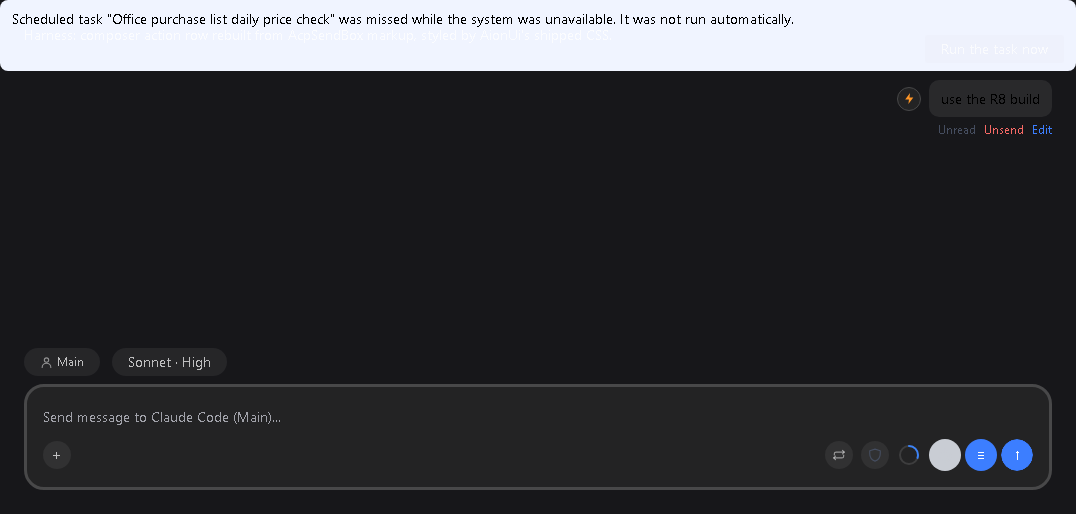 Scheduled task "Office purchase list daily price check" was missed while the system was unavailable. It was not run automatically.
Harness: composer action row rebuilt from AcpSendBox markup, styled by AionUi's shipped CSS
Run the task now
use the R8 build
Unread Unsend Edit
Main Sonnet · High
Send message to Claude Code (Main)...